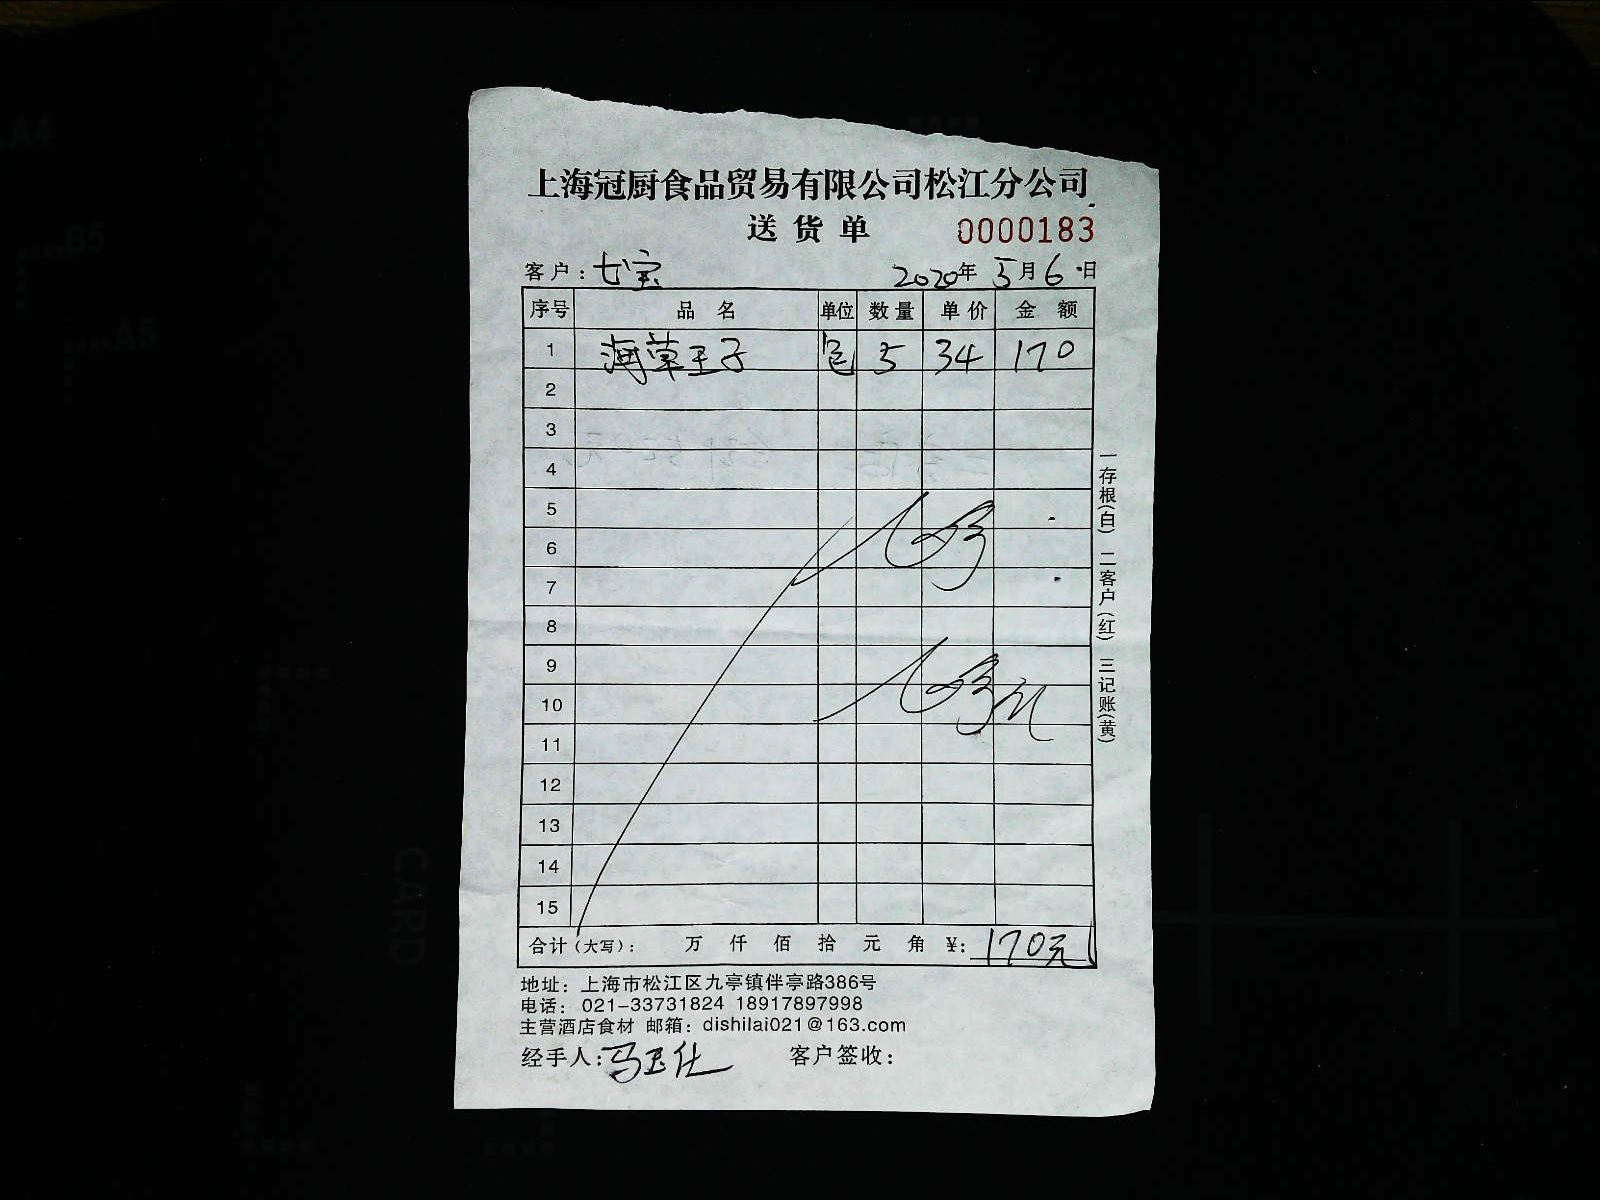 上海冠厨食品贸易有限公司松江分公司
送货单 0000183
客户：七宝 2020年5月6日
序号 品名 单位 数量 单价 金额
1 海草王子 包 5 34 170
2
3
4
5
6
7
8
9
10
11
12
13
14
15
合计（大写）： 万 仟 佰 拾 元 角 ¥：170元
地址：上海市松江区九亭镇伴亭路386号
电话：021-33731824 18917897998
主营酒店食材 邮箱：dishilai021@163.com
经手人：马玉仕 客户签收：
一存根(白) 二客户(红) 三记账(黄)
A4
B5
A5
CARD